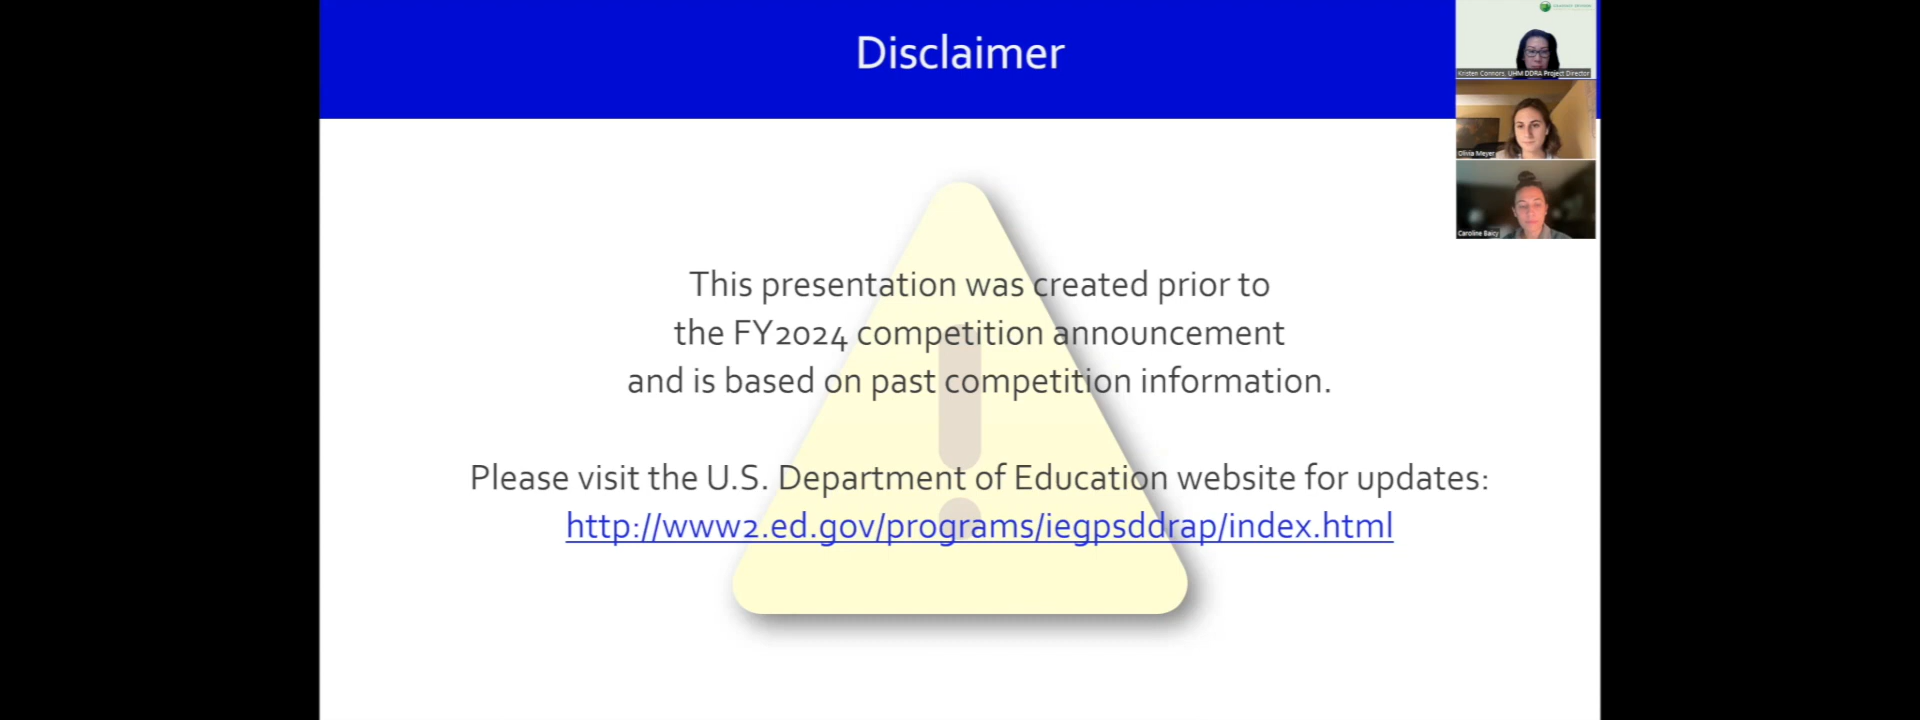 Disclaimer
Kristen Connors, UHM DDRA Project Director
Olivia Meyer
Caroline Baicy
This presentation was created prior to
the FY2024 competition announcement
and is based on past competition information.
Please visit the U.S. Department of Education website for updates:
http://www2.ed.gov/programs/iegpsddrap/index.html